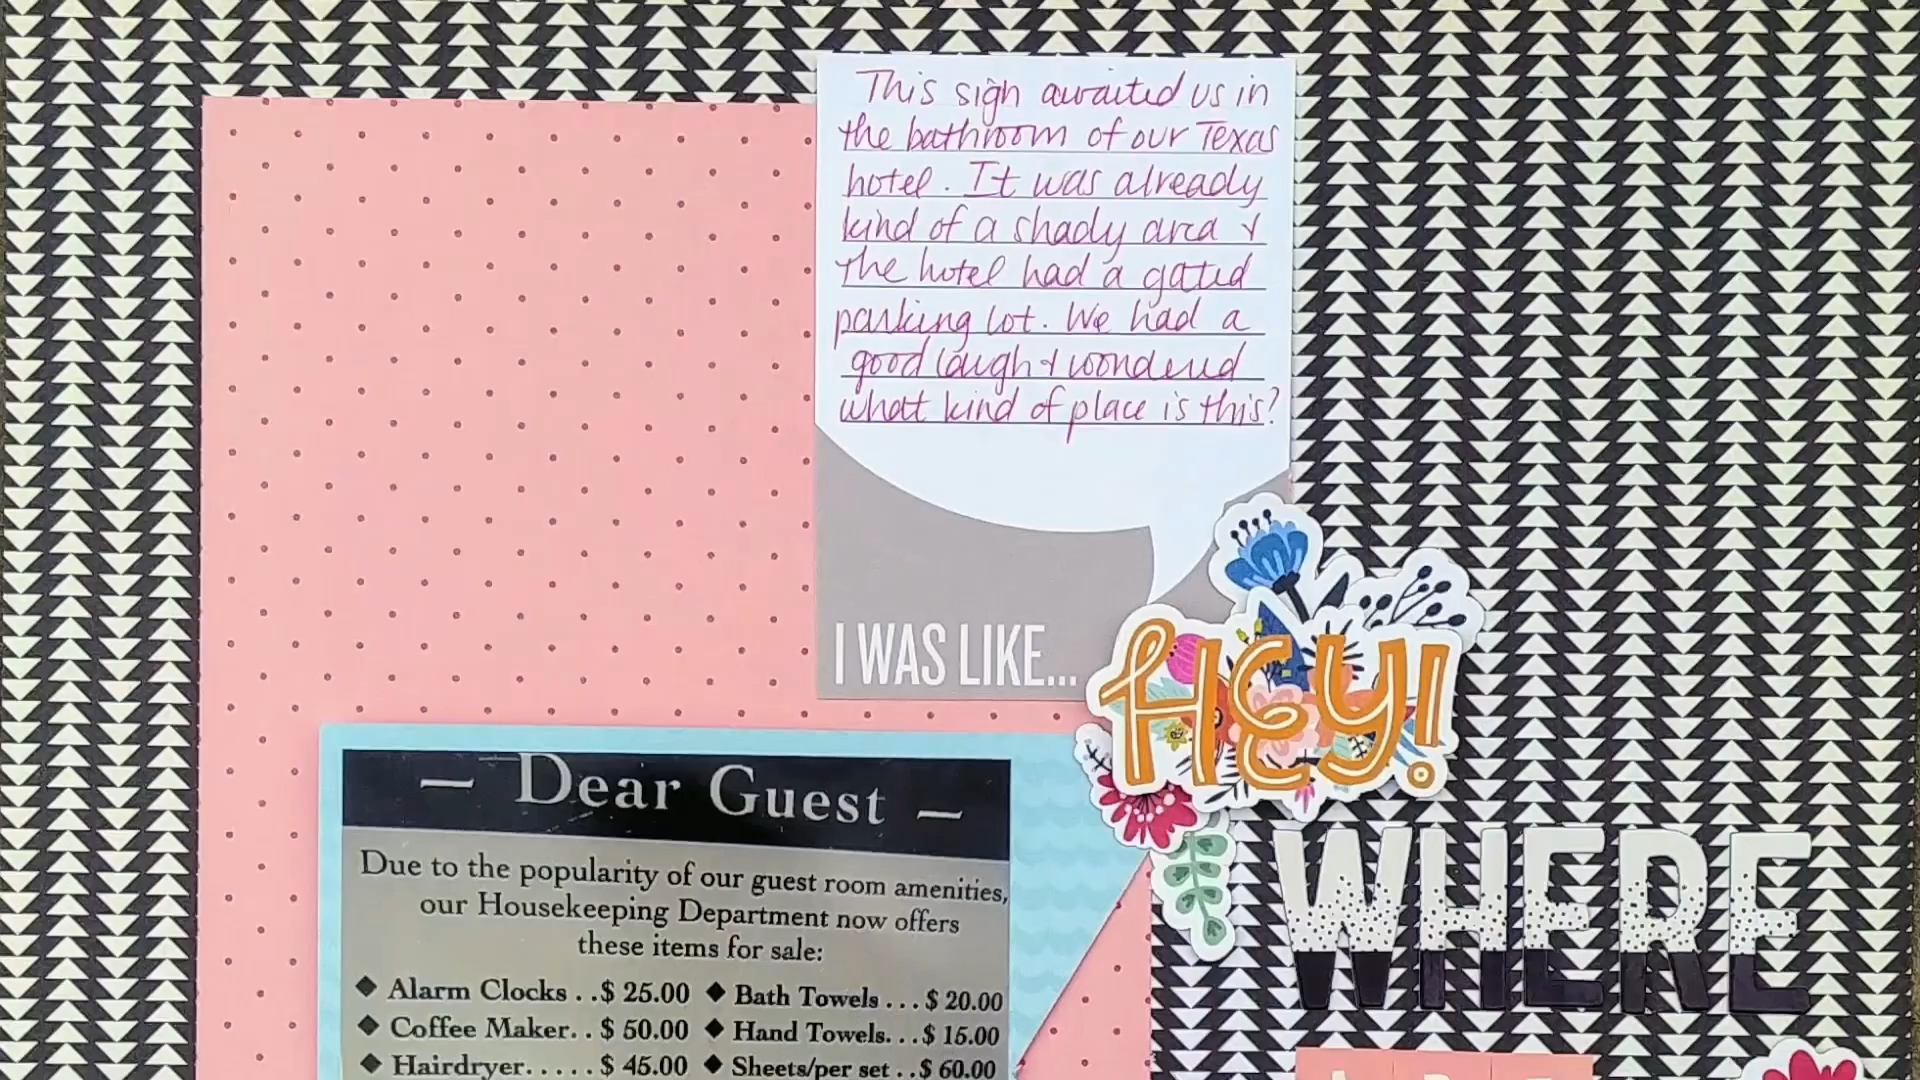 This sign awaited us in
the bathroom of our Texas
hotel. It was already
kind of a shady area &
the hotel had a gated
parking lot. We had a
good laugh & wondered
what kind of place is this?
I WAS LIKE...
HEY!
— Dear Guest —
Due to the popularity of our guest room amenities,
our Housekeeping Department now offers
these items for sale:
◆ Alarm Clocks . . $ 25.00 ◆ Bath Towels . . . $ 20.00
◆ Coffee Maker. . $ 50.00 ◆ Hand Towels. . . $ 15.00
◆ Hairdryer. . . . . $ 45.00 ◆ Sheets/per set . . $ 60.00
WHERE